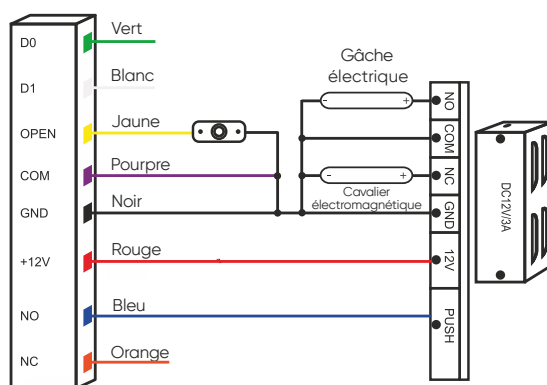 D0
Vert
D1
Blanc
OPEN
Jaune
COM
Pourpre
GND
Noir
+12V
Rouge
NO
Bleu
NC
Orange
Gâche
électrique
- +
- +
Cavalier
électromagnétique
NO
COM
NC
GND
12V
PUSH
DC12V/3A